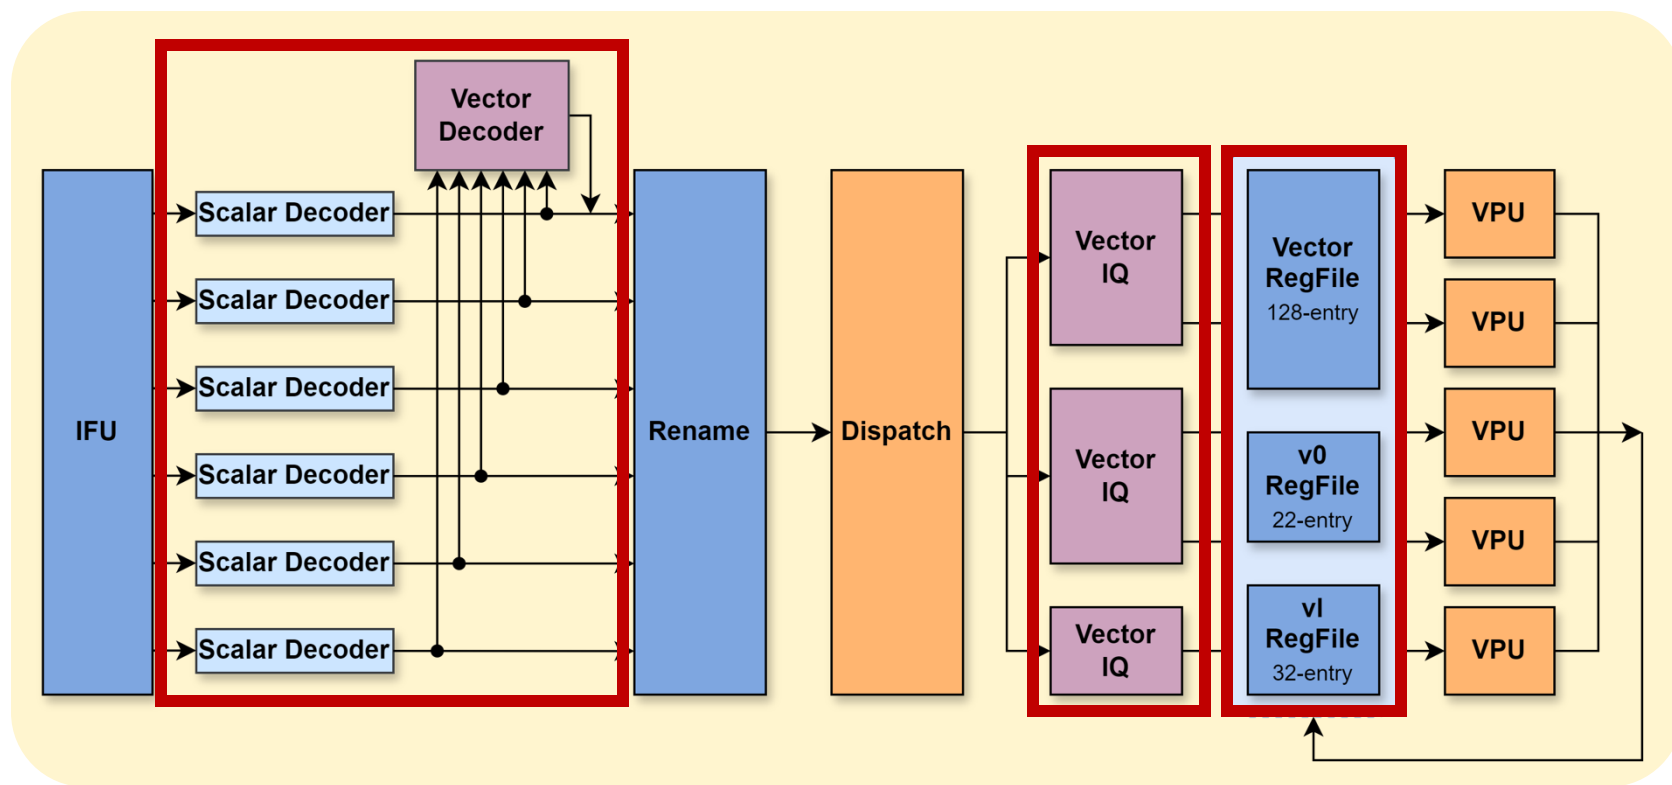 Vector
Decoder
IFU
Scalar Decoder
Scalar Decoder
Scalar Decoder
Scalar Decoder
Scalar Decoder
Scalar Decoder
Rename
Dispatch
Vector
IQ
Vector
IQ
Vector
IQ
Vector
RegFile
128-entry
v0
RegFile
22-entry
vl
RegFile
32-entry
VPU
VPU
VPU
VPU
VPU